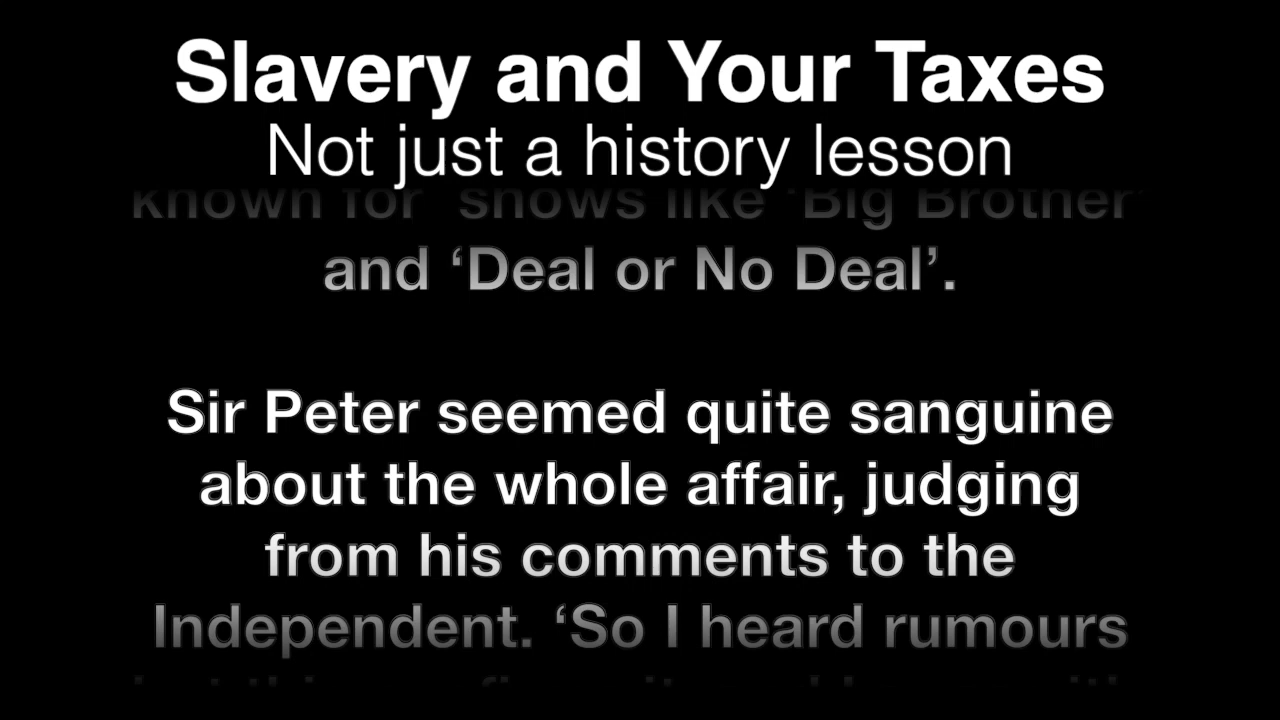 Slavery and Your Taxes
Not just a history lesson
known for shows like ‘Big Brother’
and ‘Deal or No Deal’.
Sir Peter seemed quite sanguine
about the whole affair, judging
from his comments to the
Independent. ‘So I heard rumours